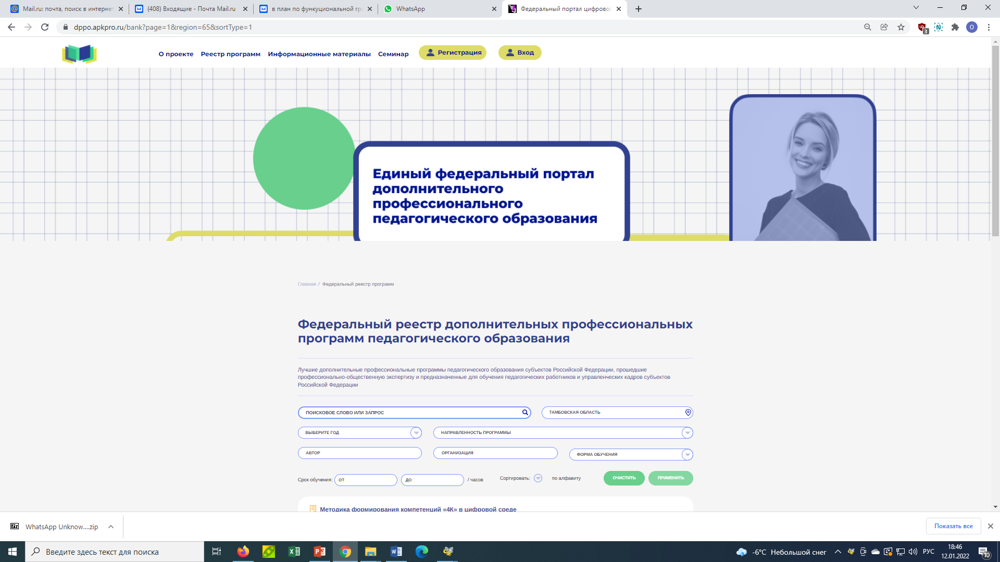 Mail.ru: почта, поиск в интернет
(408) Входящие - Почта Mail.ru
в план по функуциональной гра
WhatsApp
Федеральный портал цифровой
dppo.apkpro.ru/bank?page=1&region=65&sortType=1
3
O
О проекте
Реестр программ
Информационные материалы
Семинар
Регистрация
Вход
Единый федеральный портал
дополнительного
профессионального
педагогического образования
Главная / Федеральный реестр программ
Федеральный реестр дополнительных профессиональных
программ педагогического образования
Лучшие дополнительные профессиональные программы педагогического образования субъектов Российской Федерации, прошедшие
профессионально-общественную экспертизу и предназначенные для обучения педагогических работников и управленческих кадров субъектов
Российской Федерации
ПОИСКОВОЕ СЛОВО ИЛИ ЗАПРОС
ТАМБОВСКАЯ ОБЛАСТЬ
ВЫБЕРИТЕ ГОД
НАПРАВЛЕННОСТЬ ПРОГРАММЫ
АВТОР
ОРГАНИЗАЦИЯ
ФОРМА ОБУЧЕНИЯ
Срок обучения:
ОТ
ДО
/ часов
Сортировать:
по алфавиту
ОЧИСТИТЬ
ПРИМЕНИТЬ
Методика формирования компетенций «4К» в цифровой среде
WhatsApp Unknow....zip
Показать все
Введите здесь текст для поиска
-6°C Небольшой снег
РУС
18:46
12.01.2022
10